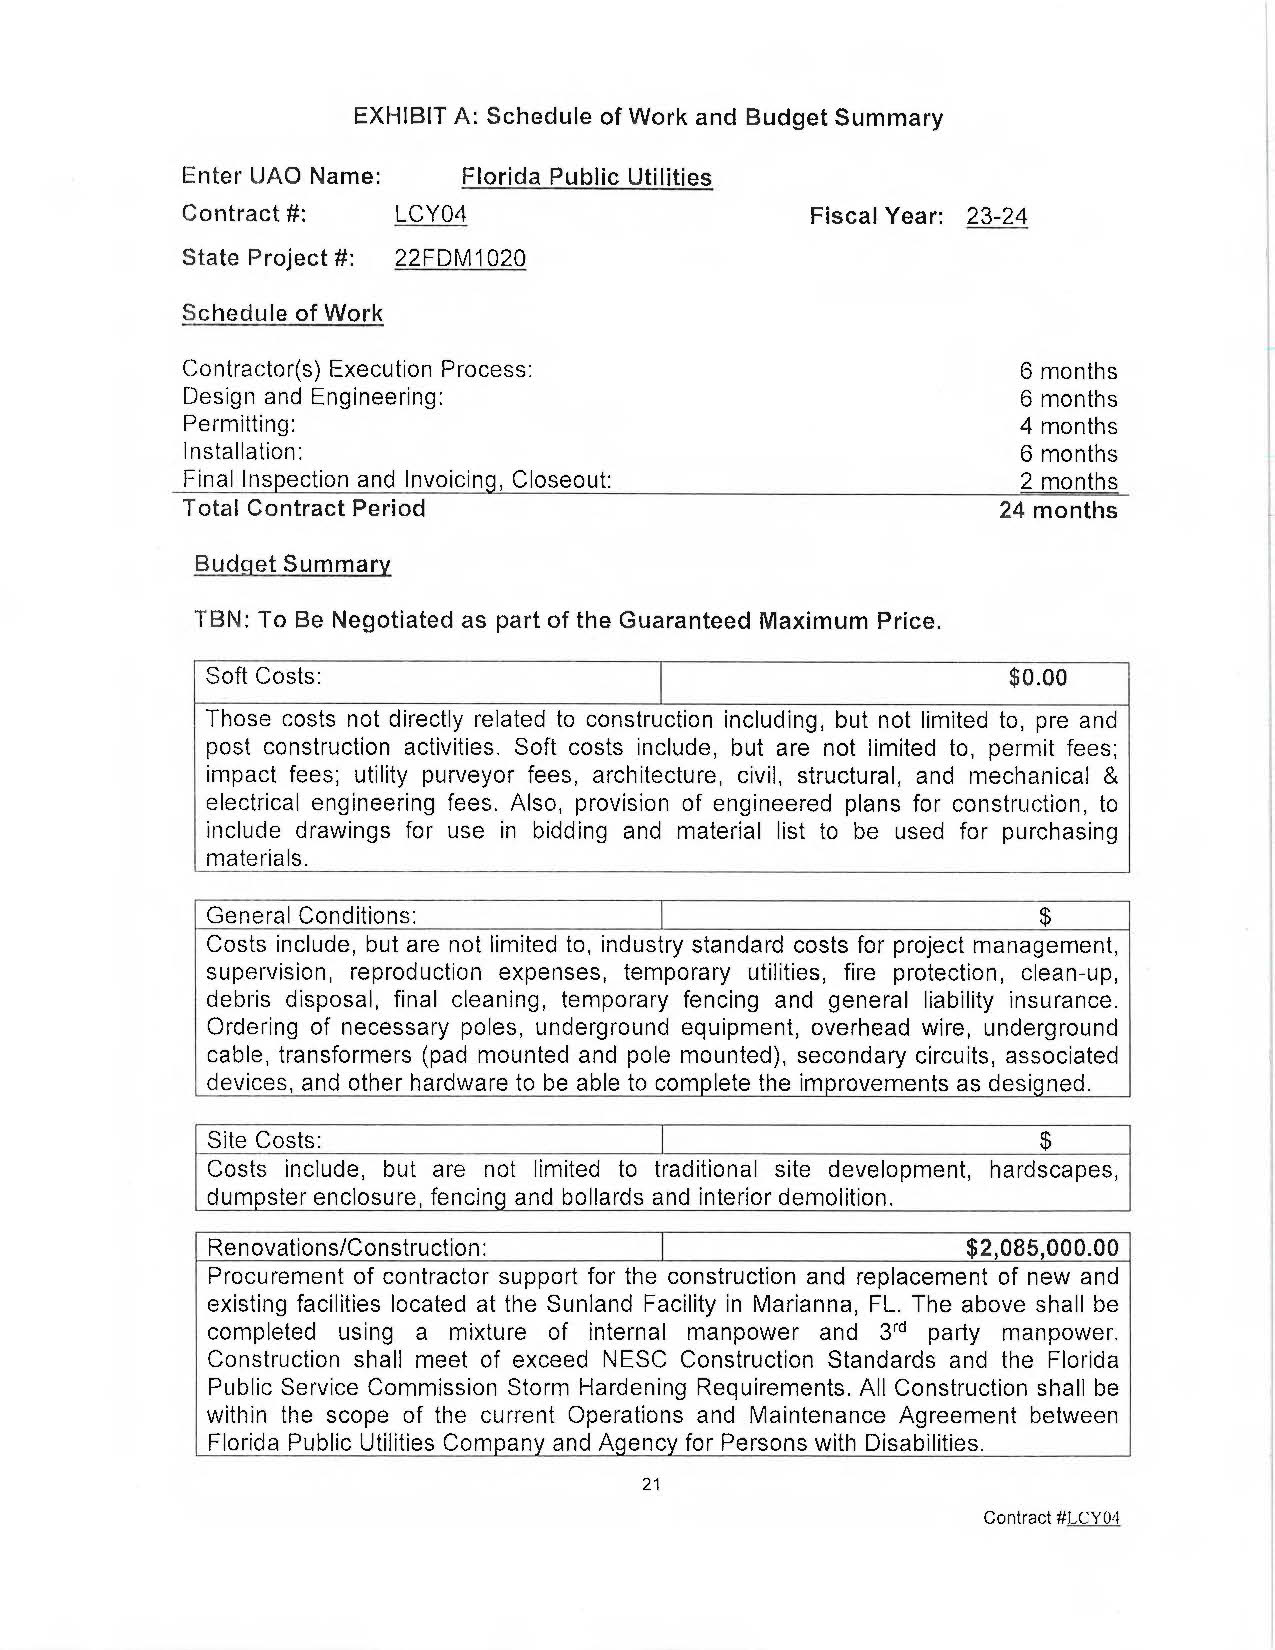 EXHIBIT A: Schedule of Work and Budget Summary
Enter UAO Name: Florida Public Utilities
Contract #: LCY04 Fiscal Year: 23-24
State Project #: 22FDM1020
Schedule of Work
Contractor(s) Execution Process: 6 months
Design and Engineering: 6 months
Permitting: 4 months
Installation: 6 months
Final Inspection and Invoicing, Closeout: 2 months
Total Contract Period 24 months
Budget Summary
TBN: To Be Negotiated as part of the Guaranteed Maximum Price.
Soft Costs: $0.00
Those costs not directly related to construction including, but not limited to, pre and
post construction activities. Soft costs include, but are not limited to, permit fees;
impact fees; utility purveyor fees, architecture, civil, structural, and mechanical &
electrical engineering fees. Also, provision of engineered plans for construction, to
include drawings for use in bidding and material list to be used for purchasing
materials.
General Conditions: $
Costs include, but are not limited to, industry standard costs for project management,
supervision, reproduction expenses, temporary utilities, fire protection, clean-up,
debris disposal, final cleaning, temporary fencing and general liability insurance.
Ordering of necessary poles, underground equipment, overhead wire, underground
cable, transformers (pad mounted and pole mounted), secondary circuits, associated
devices, and other hardware to be able to complete the improvements as designed.
Site Costs: $
Costs include, but are not limited to traditional site development, hardscapes,
dumpster enclosure, fencing and bollards and interior demolition.
Renovations/Construction: $2,085,000.00
Procurement of contractor support for the construction and replacement of new and
existing facilities located at the Sunland Facility in Marianna, FL. The above shall be
completed using a mixture of internal manpower and 3rd party manpower.
Construction shall meet of exceed NESC Construction Standards and the Florida
Public Service Commission Storm Hardening Requirements. All Construction shall be
within the scope of the current Operations and Maintenance Agreement between
Florida Public Utilities Company and Agency for Persons with Disabilities.
21
Contract #LCY04